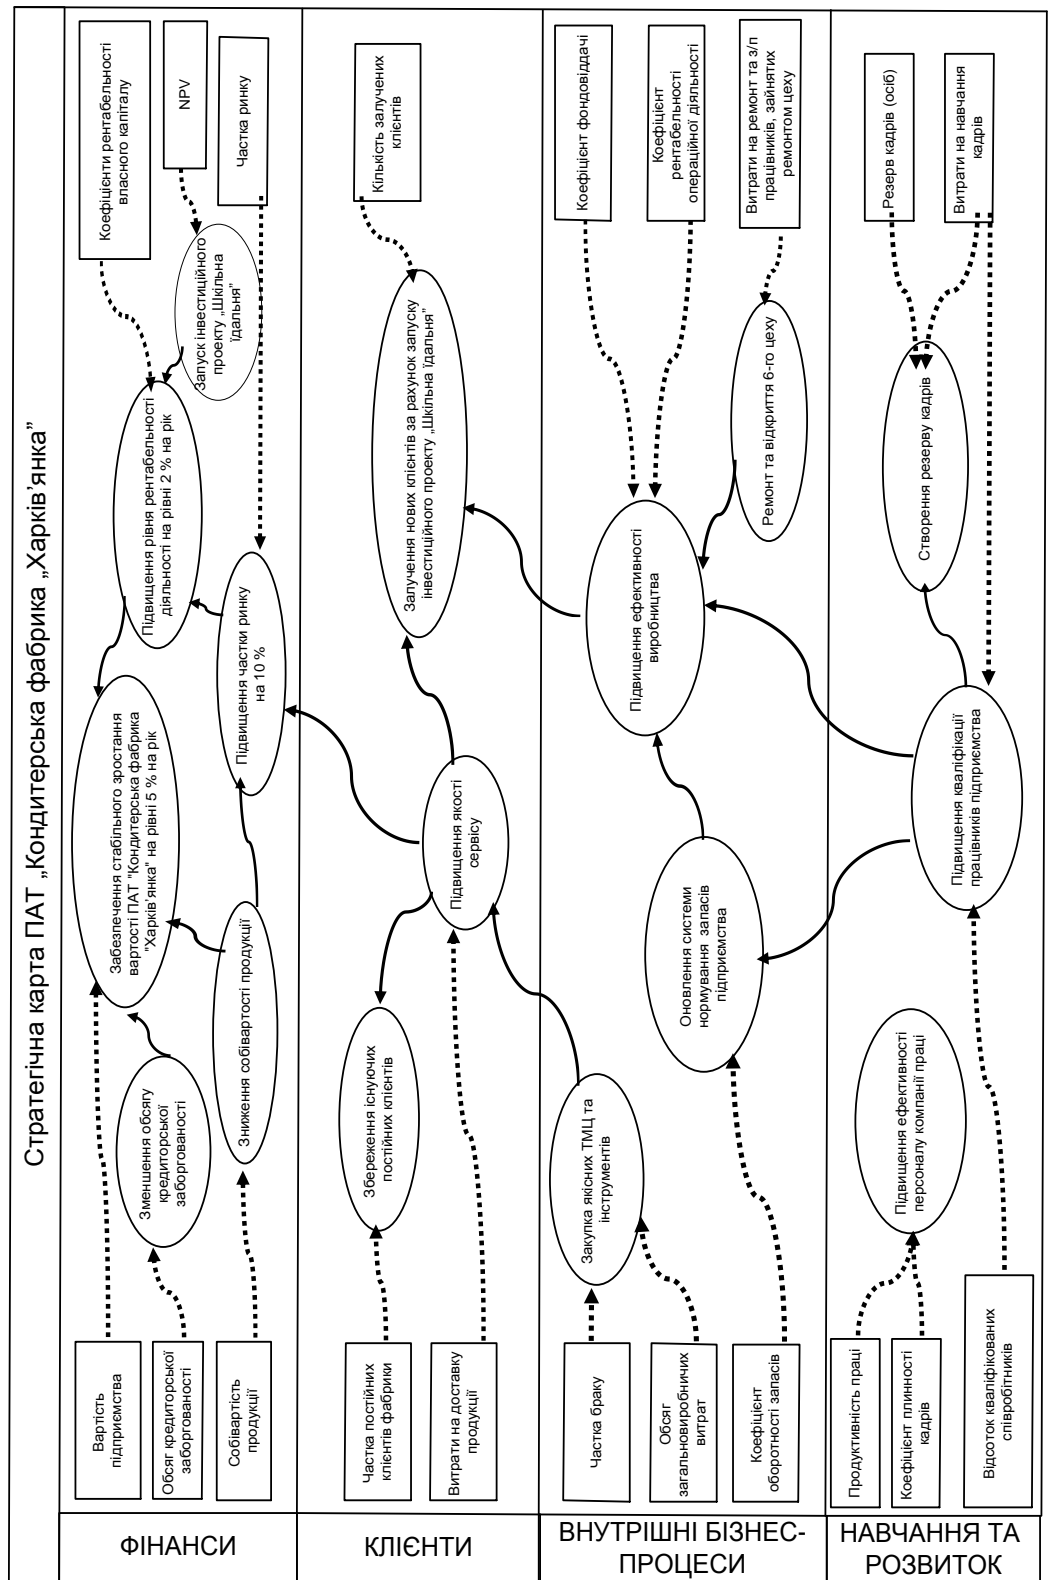 Стратегічна карта ПАТ „Кондитерська фабрика „Харків’янка”
ФІНАНСИ
Вартість
підприємства
Обсяг кредиторської
заборгованості
Собівартість
продукції
Зменшення обсягу
кредиторської
заборгованості
Зниження собівартості продукції
Забезпечення стабільного зростання
вартості ПАТ "Кондитерська фабрика
"Харків’янка" на рівні 5 % на рік
Підвищення частки ринку
на 10 %
Підвищення рівня рентабельності
діяльності на рівні 2 % на рік
Запуск інвестиційного
проекту „Шкільна
їдальня”
Коефіцієнти рентабельності
власного капіталу
NPV
Частка ринку
КЛІЄНТИ
Частка постійних
клієнтів фабрики
Витрати на доставку
продукції
Збереження існуючих
постійних клієнтів
Підвищення якості
сервісу
Залучення нових клієнтів за рахунок запуску
інвестиційного проекту „Шкільна їдальня”
Кількість залучених
клієнтів
ВНУТРІШНІ БІЗНЕС-
ПРОЦЕСИ
Частка браку
Обсяг
загальновиробничих
витрат
Коефіцієнт
оборотності запасів
Закупка якісних ТМЦ та
інструментів
Оновлення системи
нормування запасів
підприємства
Підвищення ефективності
виробництва
Ремонт та відкриття 6-го цеху
Коефіцієнт фондовіддачі
Коефіцієнт
рентабельності
операційної діяльності
Витрати на ремонт та з/п
працівників, зайнятих
ремонтом цеху
НАВЧАННЯ ТА
РОЗВИТОК
Продуктивність праці
Коефіцієнт плинності
кадрів
Відсоток кваліфікованих
співробітників
Підвищення ефективності
персоналу компанії праці
Підвищення кваліфікації
працівників підприємства
Створення резерву кадрів
Резерв кадрів (осіб)
Витрати на навчання
кадрів